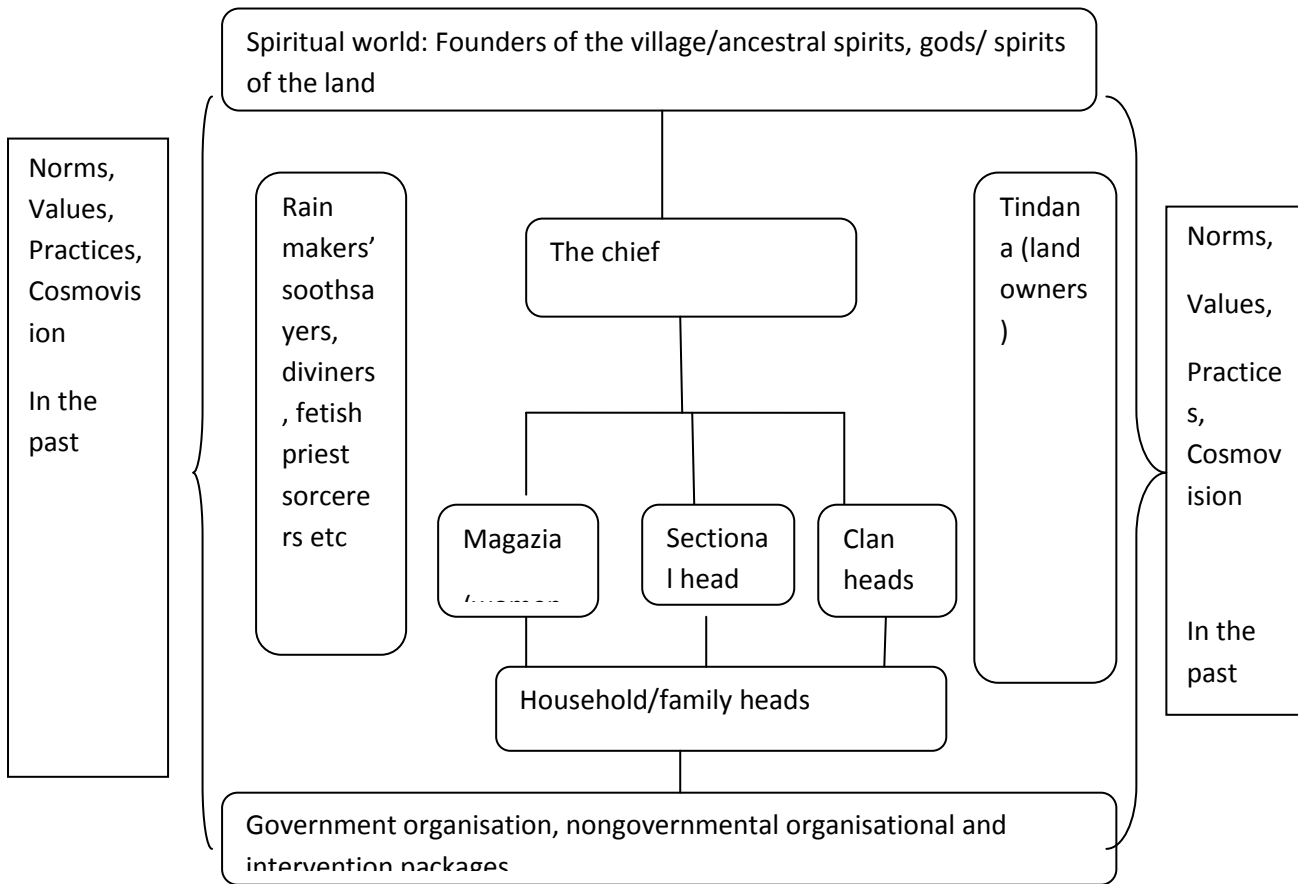 Spiritual world: Founders of the village/ancestral spirits, gods/ spirits
of the land
Norms,
Values,
Practices,
Cosmovis
ion
In the
past
Rain
makers’
soothsa
yers,
diviners
, fetish
priest
sorcere
rs etc
The chief
Tindan
a (land
owners
)
Norms,
Values,
Practice
s,
Cosmov
ision
In the
past
Magazia
Sectiona
l head
Clan
heads
Household/family heads
Government organisation, nongovernmental organisational and
intervention packages